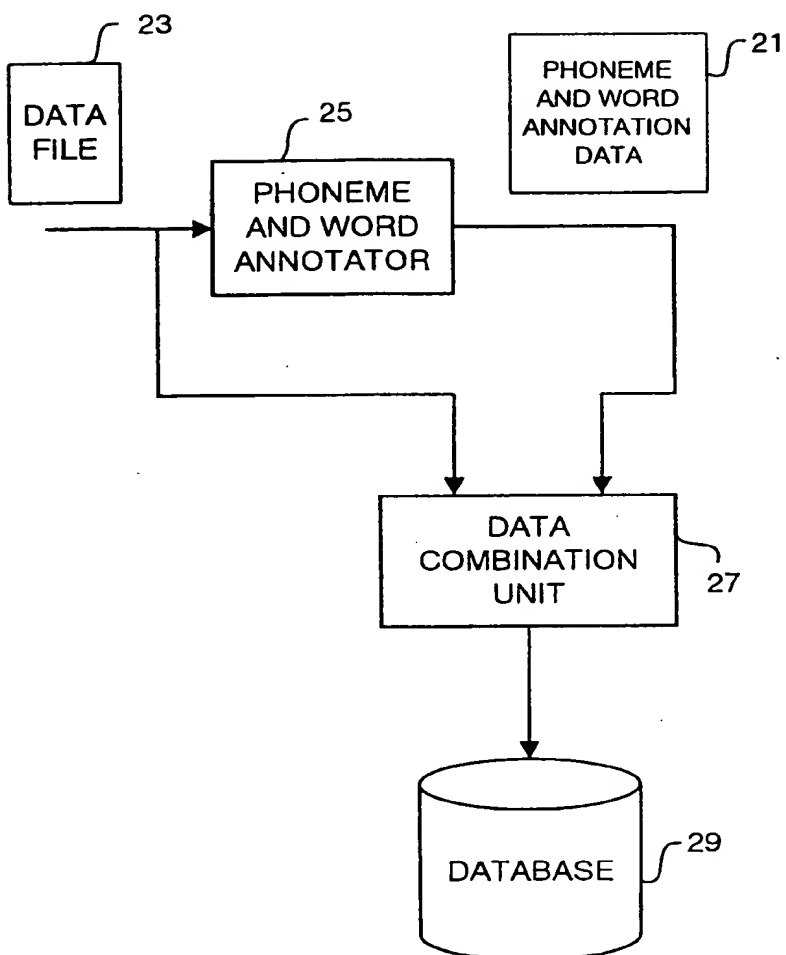 23
DATA
FILE
25
PHONEME
AND WORD
ANNOTATOR
21
PHONEME
AND WORD
ANNOTATION
DATA
DATA
COMBINATION
UNIT
27
DATABASE
29